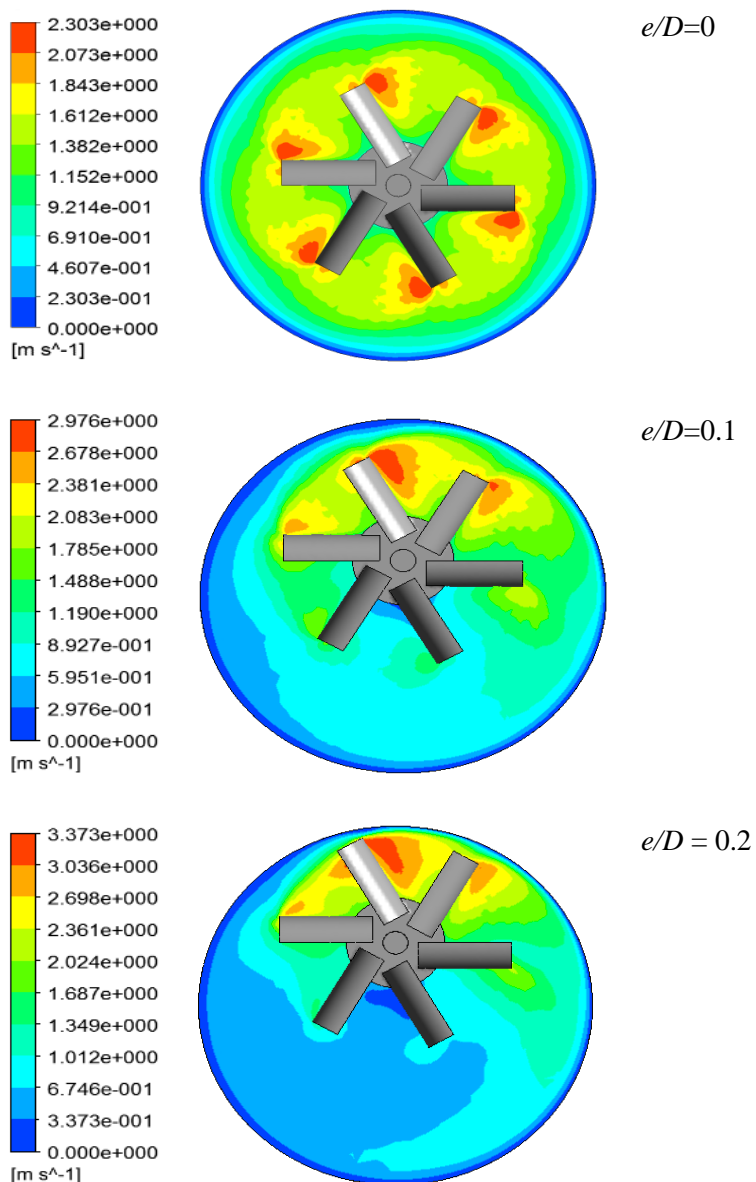 2.303e+000
e/D=0
2.073e+000
1.843e+000
1.612e+000
1.382e+000
1.152e+000
9.214e-001
6.910e-001
4.607e-001
2.303e-001
0.000e+000
[m s^-1]
2.976e+000
e/D=0.1
2.678e+000
2.381e+000
2.083e+000
1.785e+000
1.488e+000
1.190e+000
8.927e-001
5.951e-001
2.976e-001
0.000e+000
[m s^-1]
3.373e+000
e/D = 0.2
3.036e+000
2.698e+000
2.361e+000
2.024e+000
1.687e+000
1.349e+000
1.012e+000
6.746e-001
3.373e-001
0.000e+000
[m s^-1]